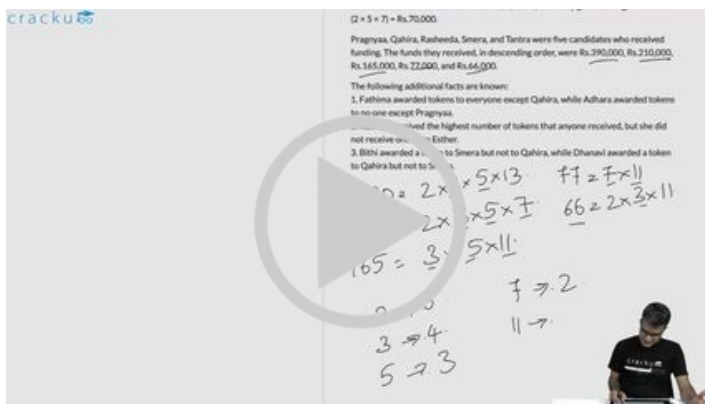 cracku
(2 × 5 × 7) = Rs.70,000.
Pragnyaa, Qahira, Rasheeda, Smera, and Tantra were five candidates who received
funding. The funds they received, in descending order, were Rs.390,000, Rs.210,000,
Rs.165,000, Rs.77,000, and Rs.66,000.
The following additional facts are known:
1. Fathima awarded tokens to everyone except Qahira, while Adhara awarded tokens
to no one except Pragnyaa.
ived the highest number of tokens that anyone received, but she did
not receive Esther.
3. Bithi awarded a to Smera but not to Qahira, while Dhanavi awarded a token
to Qahira but not to
0 = 2× ×5×13 77=7×11
2× ×5×7 66=2×3×11
165 = 3 5×11
3 → 4 7 → 2
5 → 3 11 →
cracku